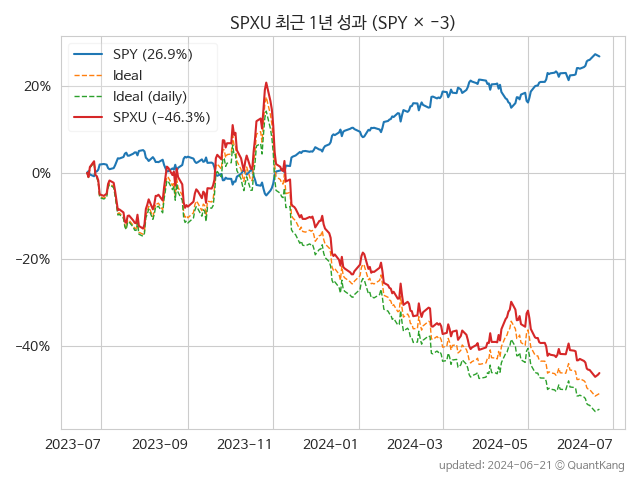 SPXU 최근 1년 성과 (SPY × −3)
SPY (26.9%)
Ideal
Ideal (daily)
SPXU (−46.3%)
20%
0%
−20%
−40%
2023-07 2023-09 2023-11 2024-01 2024-03 2024-05 2024-07
updated: 2024-06-21 © QuantKang